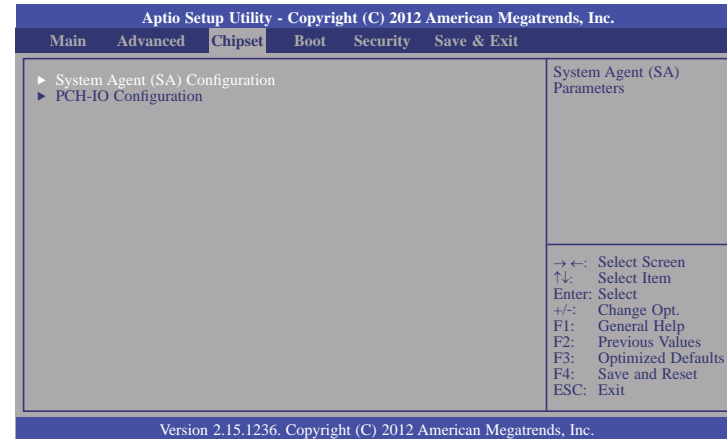 Aptio Setup Utility - Copyright (C) 2012 American Megatrends, Inc.
Main Advanced Chipset Boot Security Save & Exit
► System Agent (SA) Configuration
► PCH-IO Configuration
System Agent (SA)
Parameters
→←: Select Screen
↑↓: Select Item
Enter: Select
+/-: Change Opt.
F1: General Help
F2: Previous Values
F3: Optimized Defaults
F4: Save and Reset
ESC: Exit
Version 2.15.1236. Copyright (C) 2012 American Megatrends, Inc.